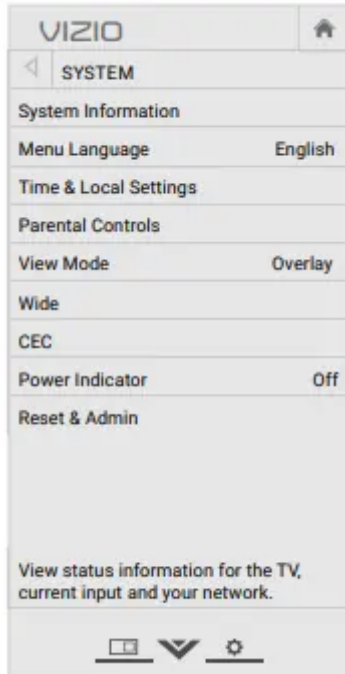 VIZIO
SYSTEM
System Information
Menu Language English
Time & Local Settings
Parental Controls
View Mode Overlay
Wide
CEC
Power Indicator Off
Reset & Admin
View status information for the TV,
current input and your network.